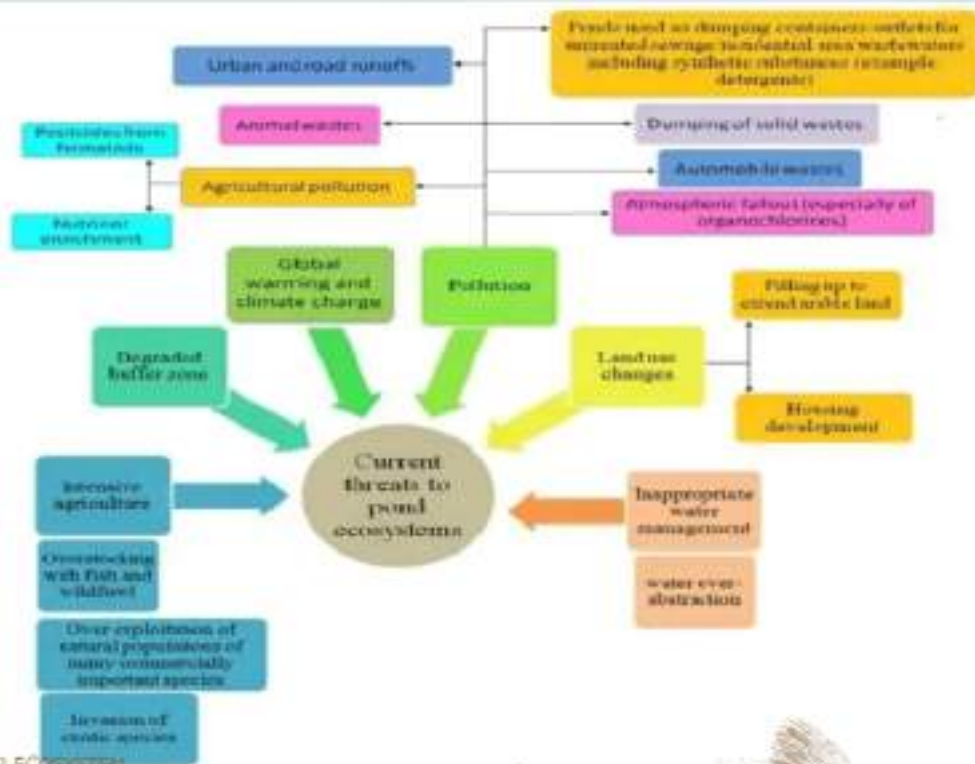 Ponds used as dumping containers outlets for
untreated sewage residential area wastewater
including synthetic substances (example
detergents)
Urban and road runoffs
Animal wastes
Dumping of solid wastes
Pesticides from
Automobile wastes
Agricultural pollution
Atmospheric fallout (especially of
organochlorines)
Nutrient
enrichment
Global
warming and
climate change
Pollution
Filling up to
extend arable land
Degraded
buffer zone
Land use
changes
Housing
development
Current
threats to
pond
ecosystems
Intensive
agriculture
Inappropriate
water
management
Overstocking
with fish and
wildfowl
water over-
abstraction
Over exploitation of
natural populations of
many commercially
important species
Invasion of
exotic species
ECOSYSTEM